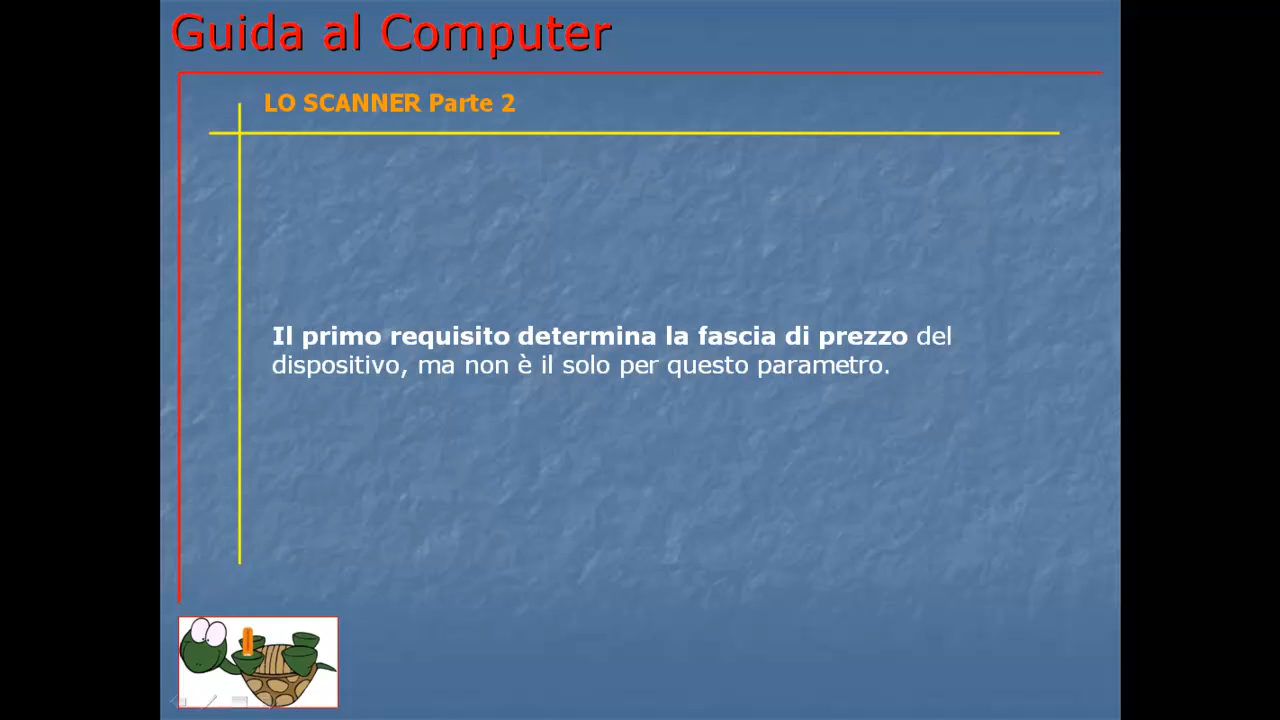 Guida al Computer
LO SCANNER Parte 2
Il primo requisito determina la fascia di prezzo del
dispositivo, ma non è il solo per questo parametro.